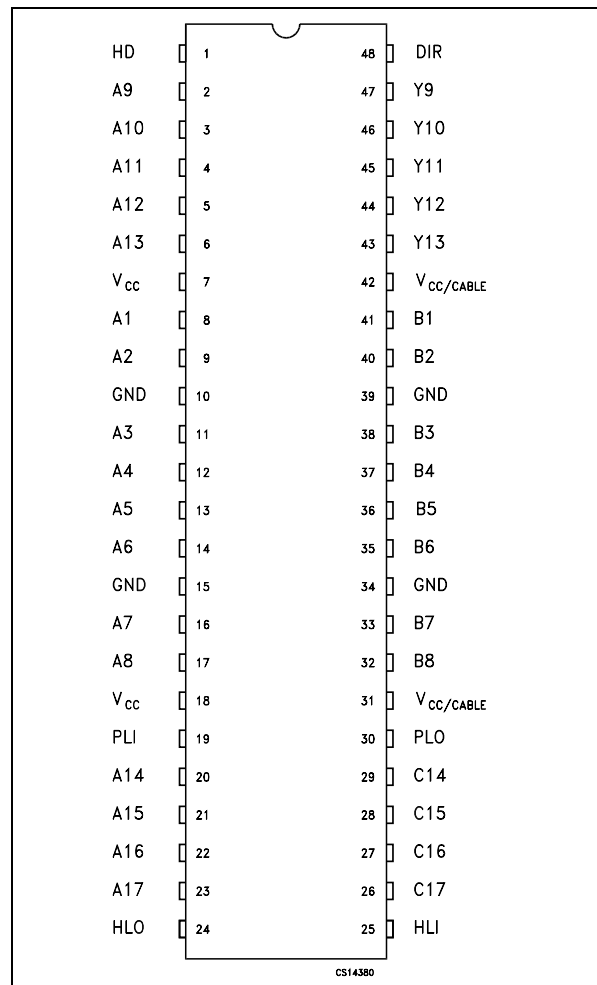 HD 1 48 DIR
A9 2 47 Y9
A10 3 46 Y10
A11 4 45 Y11
A12 5 44 Y12
A13 6 43 Y13
VCC 7 42 VCC/CABLE
A1 8 41 B1
A2 9 40 B2
GND 10 39 GND
A3 11 38 B3
A4 12 37 B4
A5 13 36 B5
A6 14 35 B6
GND 15 34 GND
A7 16 33 B7
A8 17 32 B8
VCC 18 31 VCC/CABLE
PLI 19 30 PLO
A14 20 29 C14
A15 21 28 C15
A16 22 27 C16
A17 23 26 C17
HLO 24 25 HLI
CS14380